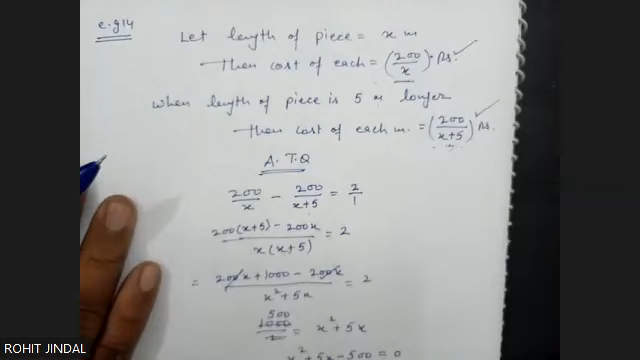 e.g14
Let length of piece = x m
Then cost of each = (200/x) Rs.
When length of piece is 5 m longer
Then cost of each m. = (200/x+5) Rs.
A.T.Q
200/x - 200/x+5 = 2/1
200(x+5) - 200x / x(x+5) = 2
= 200x + 1000 - 200x / x² + 5x = 2
500
1000/2 = x² + 5x
x² + 5x - 500 = 0
ROHIT JINDAL